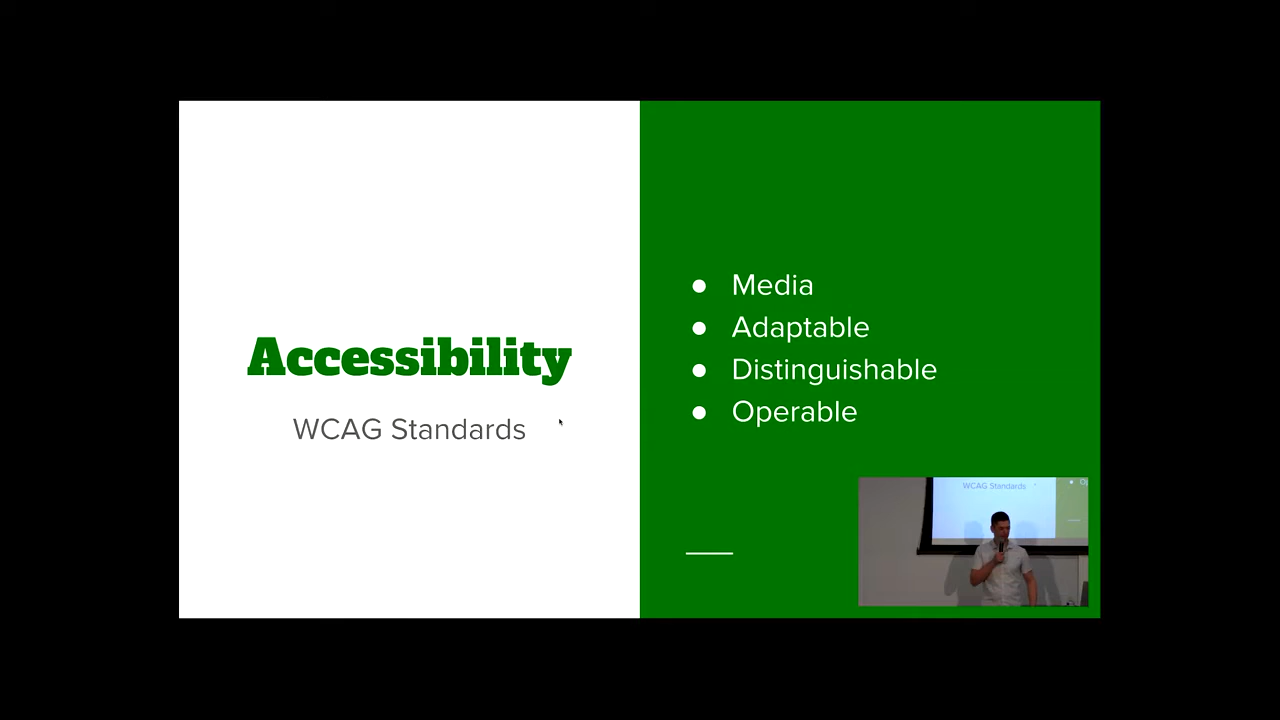 Accessibility
WCAG Standards
● Media
● Adaptable
● Distinguishable
● Operable
WCAG Standards